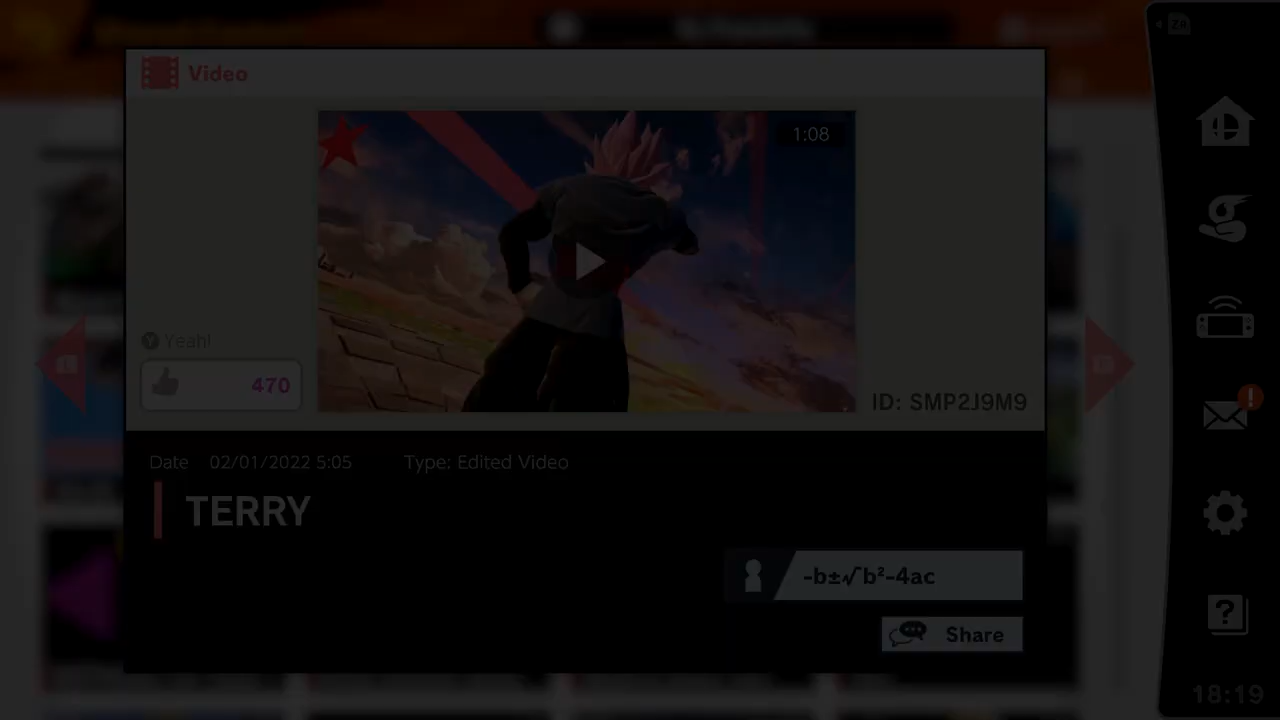 Video
1:08
Y Yeah!
470
ID: SMP2J9M9
Date 02/01/2022 5:05 Type: Edited Video
TERRY
-b±√b²-4ac
Share
ZR
!
?
18:19